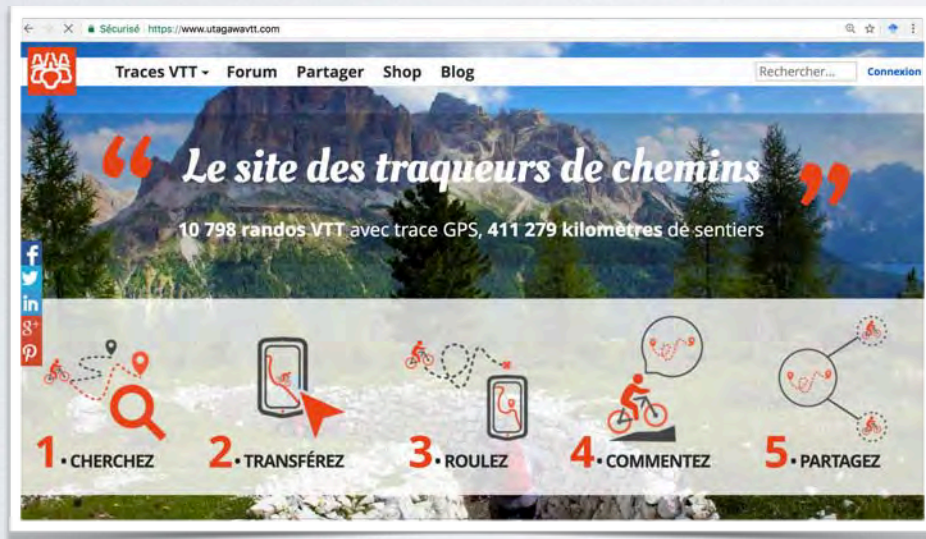 Sécurisé https://www.utagawavtt.com
Traces VTT Forum Partager Shop Blog
Rechercher... Connexion
“ Le site des traqueurs de chemins ”
10 798 randos VTT avec trace GPS, 411 279 kilomètres de sentiers
f
in
g+
1 • CHERCHEZ
2 • TRANSFÉREZ
3 • ROULEZ
4 • COMMENTEZ
5 • PARTAGEZ